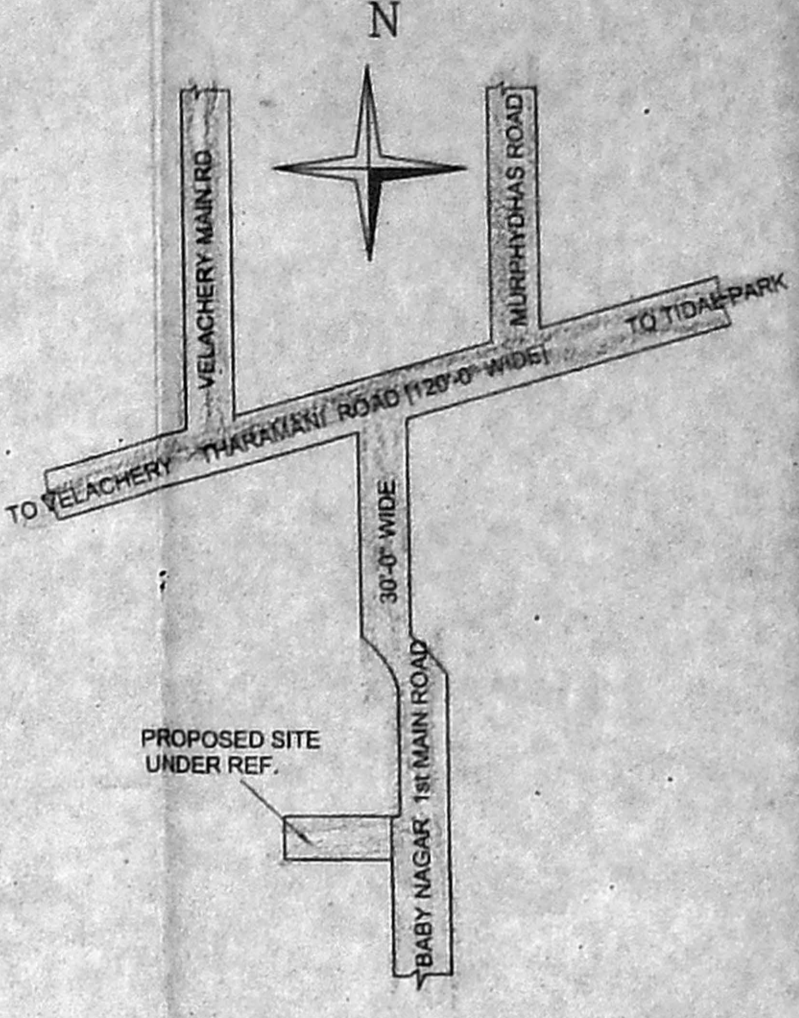 N
VELACHERY MAIN RD
MURPHYDHAS ROAD
TO TIDAL PARK
THARAMANI ROAD [120'-0" WIDE]
TO VELACHERY
30'-0" WIDE
BABY NAGAR 1st MAIN ROAD
PROPOSED SITE
UNDER REF.